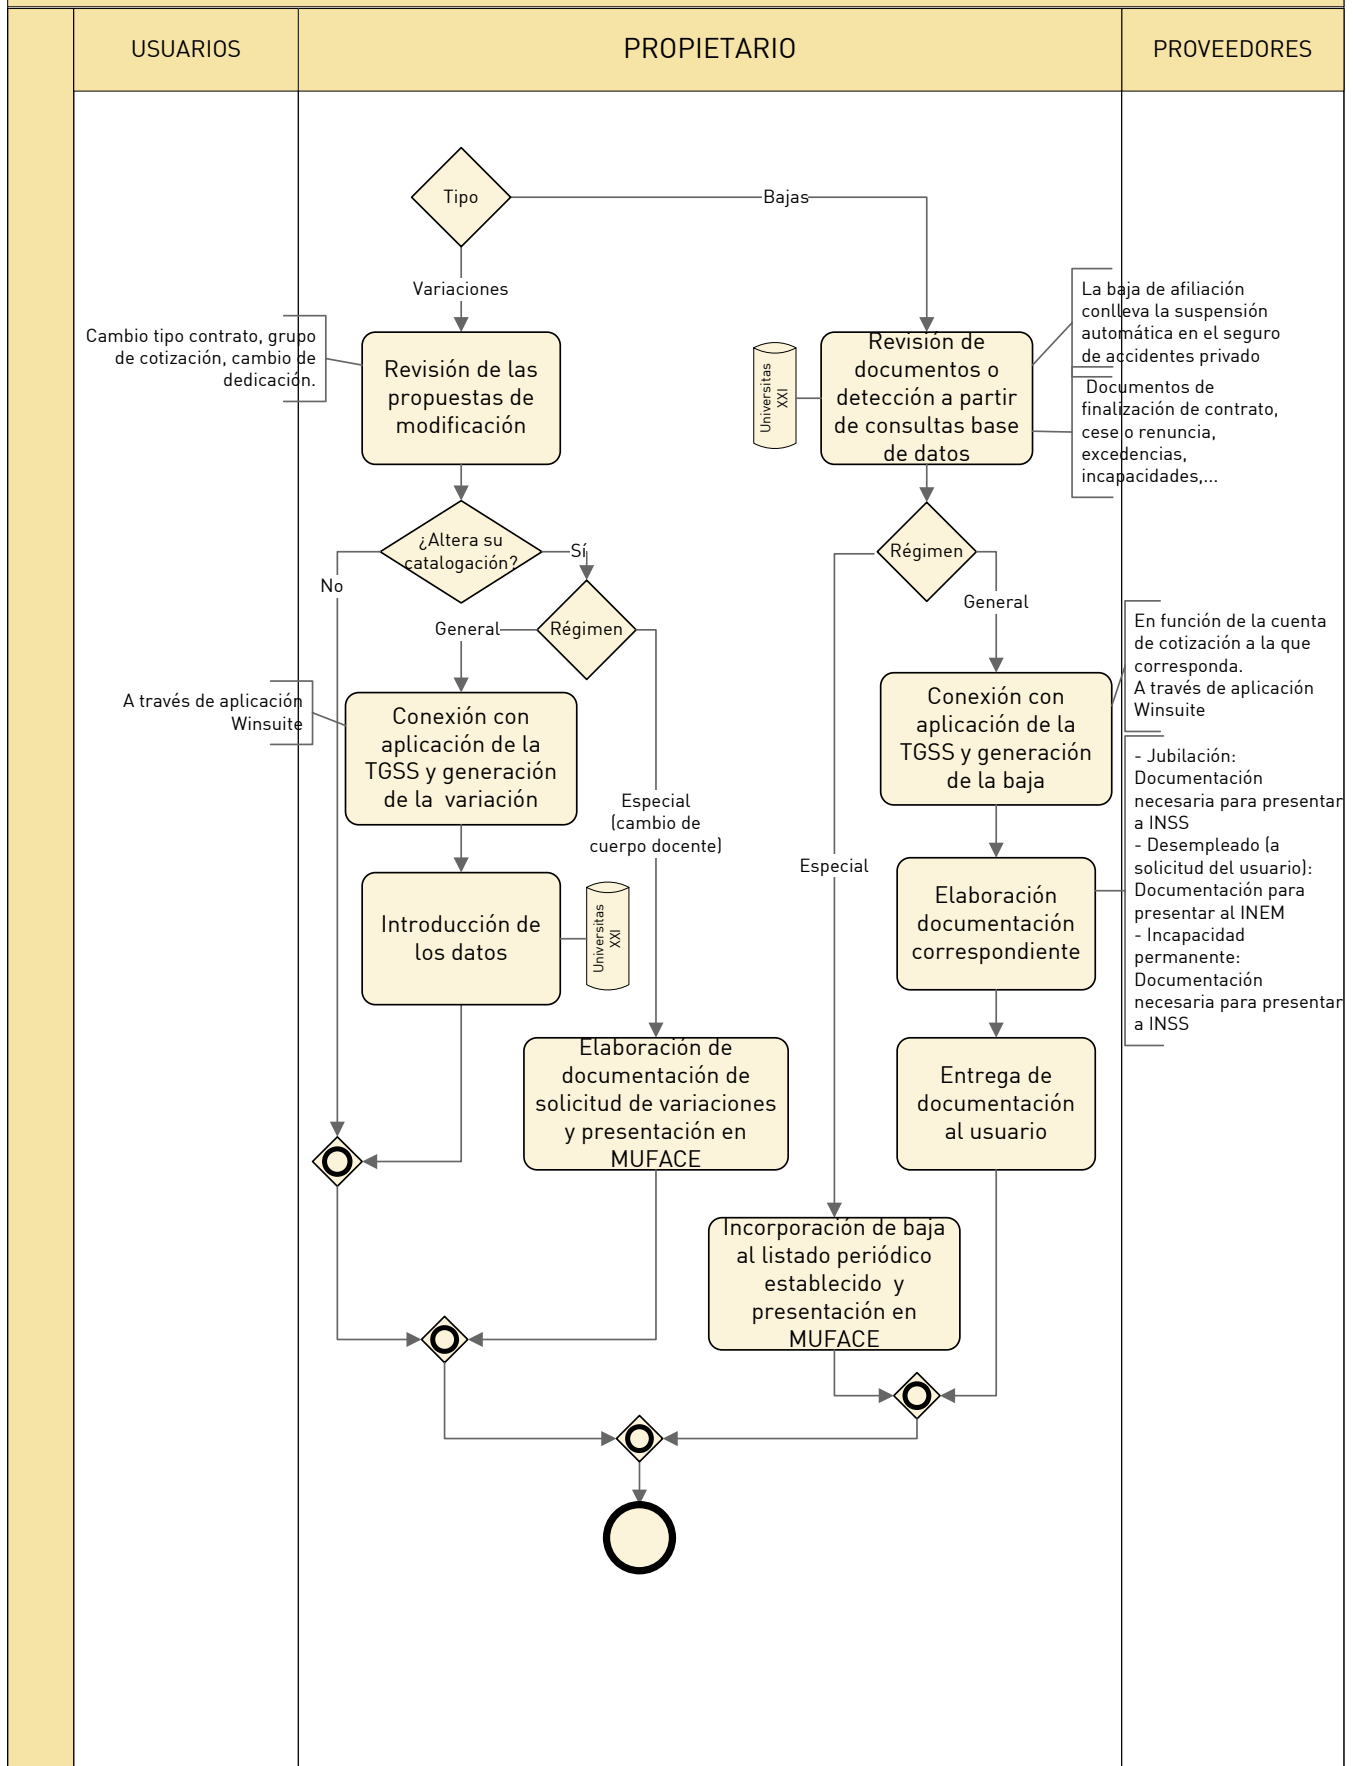 USUARIOS
PROPIETARIO
PROVEEDORES
Tipo
Bajas
Variaciones
Cambio tipo contrato, grupo
de cotización, cambio de
dedicación.
Revisión de las
propuestas de
modificación
Universitas
XXI
Revisión de
documentos o
detección a partir
de consultas base
de datos
La baja de afiliación
conlleva la suspensión
automática en el seguro
de accidentes privado
Documentos de
finalización de contrato,
cese o renuncia,
excedencias,
incapacidades,...
¿Altera su
catalogación?
Sí
No
Régimen
General
Régimen
General
A través de aplicación
Winsuite
Conexión con
aplicación de la
TGSS y generación
de la variación
Especial
(cambio de
cuerpo docente)
Especial
Conexión con
aplicación de la
TGSS y generación
de la baja
En función de la cuenta
de cotización a la que
corresponda.
A través de aplicación
Winsuite
Introducción de
los datos
Universitas
XXI
Elaboración
documentación
correspondiente
- Jubilación:
Documentación
necesaria para presentar
a INSS
- Desempleado (a
solicitud del usuario):
Documentación para
presentar al INEM
- Incapacidad
permanente:
Documentación
necesaria para presentar
a INSS
Elaboración de
documentación de
solicitud de variaciones
y presentación en
MUFACE
Entrega de
documentación
al usuario
Incorporación de baja
al listado periódico
establecido y
presentación en
MUFACE